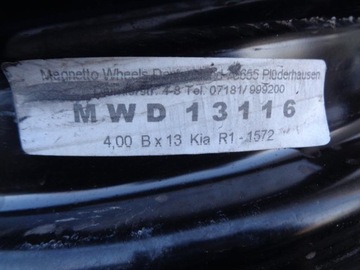 Magnetto Wheels Deutschland 73655 Plüderhausen
4-8 Tel. 07181/999200
MWD 13116
4,00 B x 13 Kia R1-1572